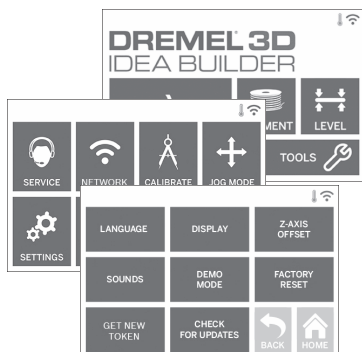 DREMEL® 3D
IDEA BUILDER
LEVEL
TOOLS
SERVICE
NETWORK
CALIBRATE
JOG MODE
SETTINGS
LANGUAGE
DISPLAY
Z-AXIS
OFFSET
SOUNDS
DEMO
MODE
FACTORY
RESET
GET NEW
TOKEN
CHECK
FOR UPDATES
BACK
HOME